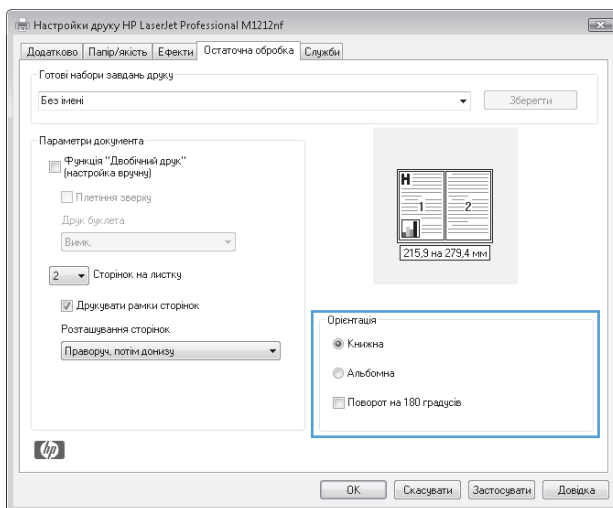 Настройки друку HP LaserJet Professional M1212nf
Додатково Папір/якість Ефекти Остаточна обробка Служби
Готові набори завдань друку
Без імені
Зберегти
Параметри документа
Функція "Двобічний друк"
(настройка вручну)
Плетіння зверху
Друк буклета
Вимк.
2 Сторінок на листку
Друкувати рамки сторінок
Розташування сторінок
Праворуч, потім донизу
H
1 2
215,9 на 279,4 мм
Орієнтація
Книжна
Альбомна
Поворот на 180 градусів
hp
OK Скасувати Застосувати Довідка